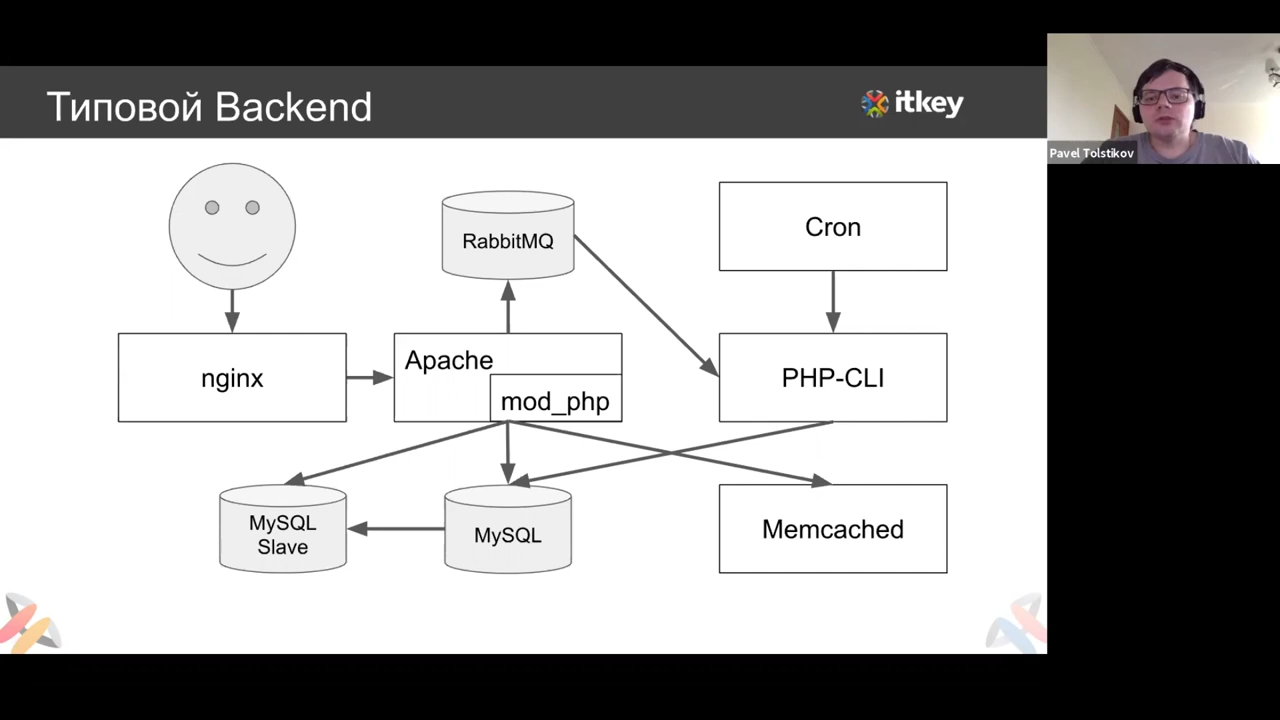 Типовой Backend
itkey
Pavel Tolstikov
RabbitMQ
Cron
nginx
Apache
mod_php
PHP-CLI
MySQL
Slave
MySQL
Memcached